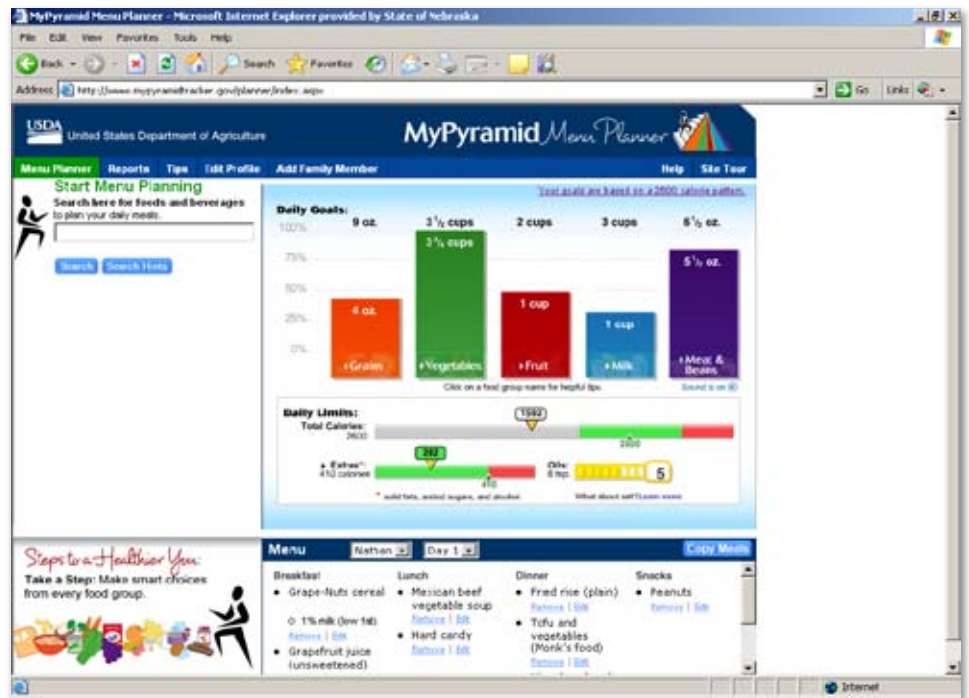 MyPyramid Menu Planner - Microsoft Internet Explorer provided by State of Nebraska
File Edit View Favorites Tools Help
Back Search Favorites
Address http://www.mypyramidtracker.gov/planner/index.aspx Go Links
USDA United States Department of Agriculture
MyPyramid Menu Planner
Menu Planner Reports Tips Edit Profile Add Family Member Help Site Tour
Start Menu Planning
Search here for foods and beverages
to plan your daily meals.
Search Search Hints
Your goals are based on a 2600 calorie pattern.
Daily Goals:
9 oz. 3 ½ cups 2 cups 3 cups 6 ½ oz.
100%
75%
50%
25%
0%
4 oz.
Grains
3 ½ cups
Vegetables
1 cup
Fruit
1 cup
Milk
5 ½ oz.
Meat &
Beans
Click on a food group name for helpful tips.
Sound is on
Daily Limits:
Total Calories:
2600
1592
2600
Extras*:
410 calories
282
410
Oils:
8 tsp.
5
* solid fats, added sugars, and alcohol.
What about salt? Learn more
Steps to a Healthier You:
Take a Step: Make smart choices
from every food group.
Menu Nathan Day 1 Copy Meals
Breakfast
Grape-Nuts cereal
1% milk (low fat)
Remove | Edit
Grapefruit juice
(unsweetened)
Lunch
Mexican beef
vegetable soup
Remove | Edit
Hard candy
Remove | Edit
Dinner
Fried rice (plain)
Remove | Edit
Tofu and
vegetables
(Monk's food)
Remove | Edit
Snacks
Peanuts
Remove | Edit
Internet